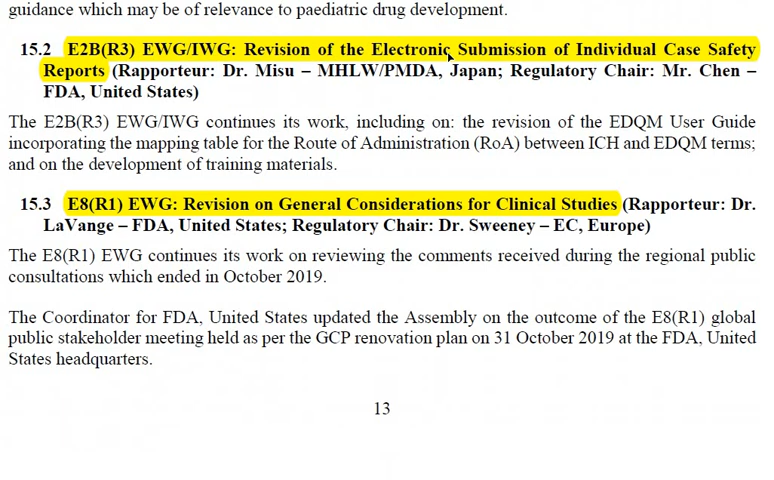 guidance which may be of relevance to paediatric drug development.
15.2 E2B(R3) EWG/IWG: Revision of the Electronic Submission of Individual Case Safety
Reports (Rapporteur: Dr. Misu – MHLW/PMDA, Japan; Regulatory Chair: Mr. Chen –
FDA, United States)
The E2B(R3) EWG/IWG continues its work, including on: the revision of the EDQM User Guide
incorporating the mapping table for the Route of Administration (RoA) between ICH and EDQM terms;
and on the development of training materials.
15.3 E8(R1) EWG: Revision on General Considerations for Clinical Studies (Rapporteur: Dr.
LaVange – FDA, United States; Regulatory Chair: Dr. Sweeney – EC, Europe)
The E8(R1) EWG continues its work on reviewing the comments received during the regional public
consultations which ended in October 2019.
The Coordinator for FDA, United States updated the Assembly on the outcome of the E8(R1) global
public stakeholder meeting held as per the GCP renovation plan on 31 October 2019 at the FDA, United
States headquarters.
13